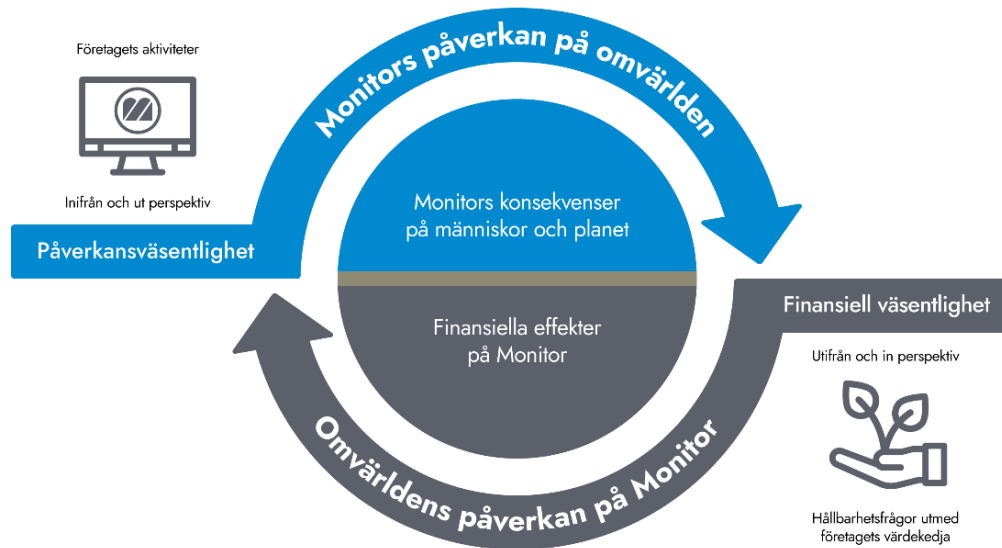 Företagets aktiviteter
Inifrån och ut perspektiv
Påverkansväsentlighet
Monitors påverkan på omvärlden
Monitors konsekvenser
på människor och planet
Finansiella effekter
på Monitor
Omvärldens påverkan på Monitor
Finansiell väsentlighet
Utifrån och in perspektiv
Hållbarhetsfrågor utmed
företagets värdekedja